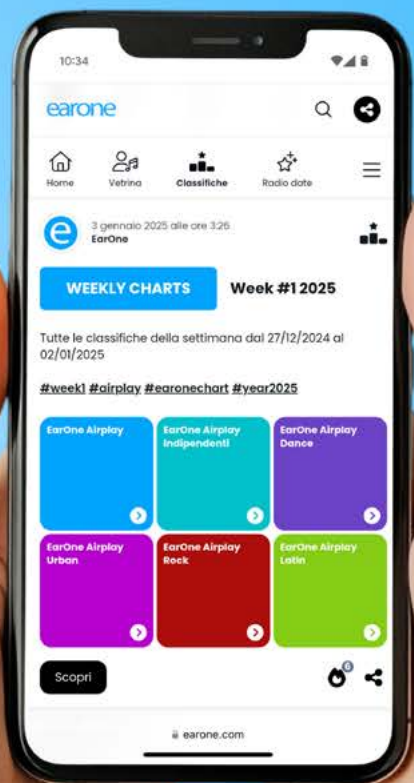 10:34
earone
Home
Vetrina
Classifiche
Radio date
3 gennaio 2025 alle ore 3:26
EarOne
WEEKLY CHARTS
Week #1 2025
Tutte le classifiche della settimana dal 27/12/2024 al
02/01/2025
#week1 #airplay #earonechart #year2025
EarOne Airplay
EarOne Airplay
Indipendenti
EarOne Airplay
Dance
EarOne Airplay
Urban
EarOne Airplay
Rock
EarOne Airplay
Latin
Scopri
6
earone.com